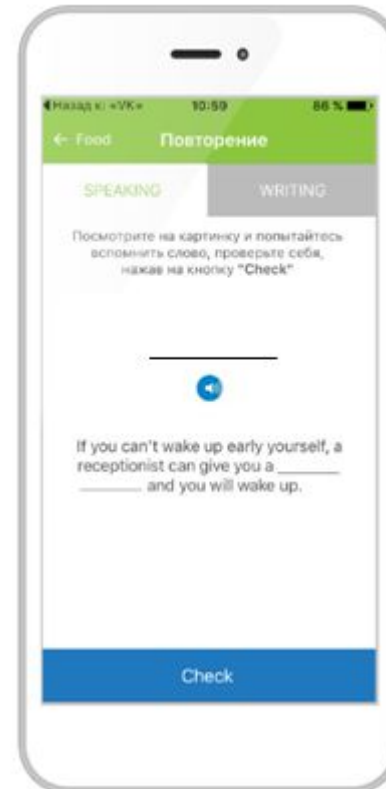 Назад к: «VK» 10:59 86 %
← Food Повторение
SPEAKING WRITING
Посмотрите на картинку и попытайтесь
вспомнить слово, проверьте себя,
нажав на кнопку "Check"
If you can't wake up early yourself, a
receptionist can give you a ______
______ and you will wake up.
Check